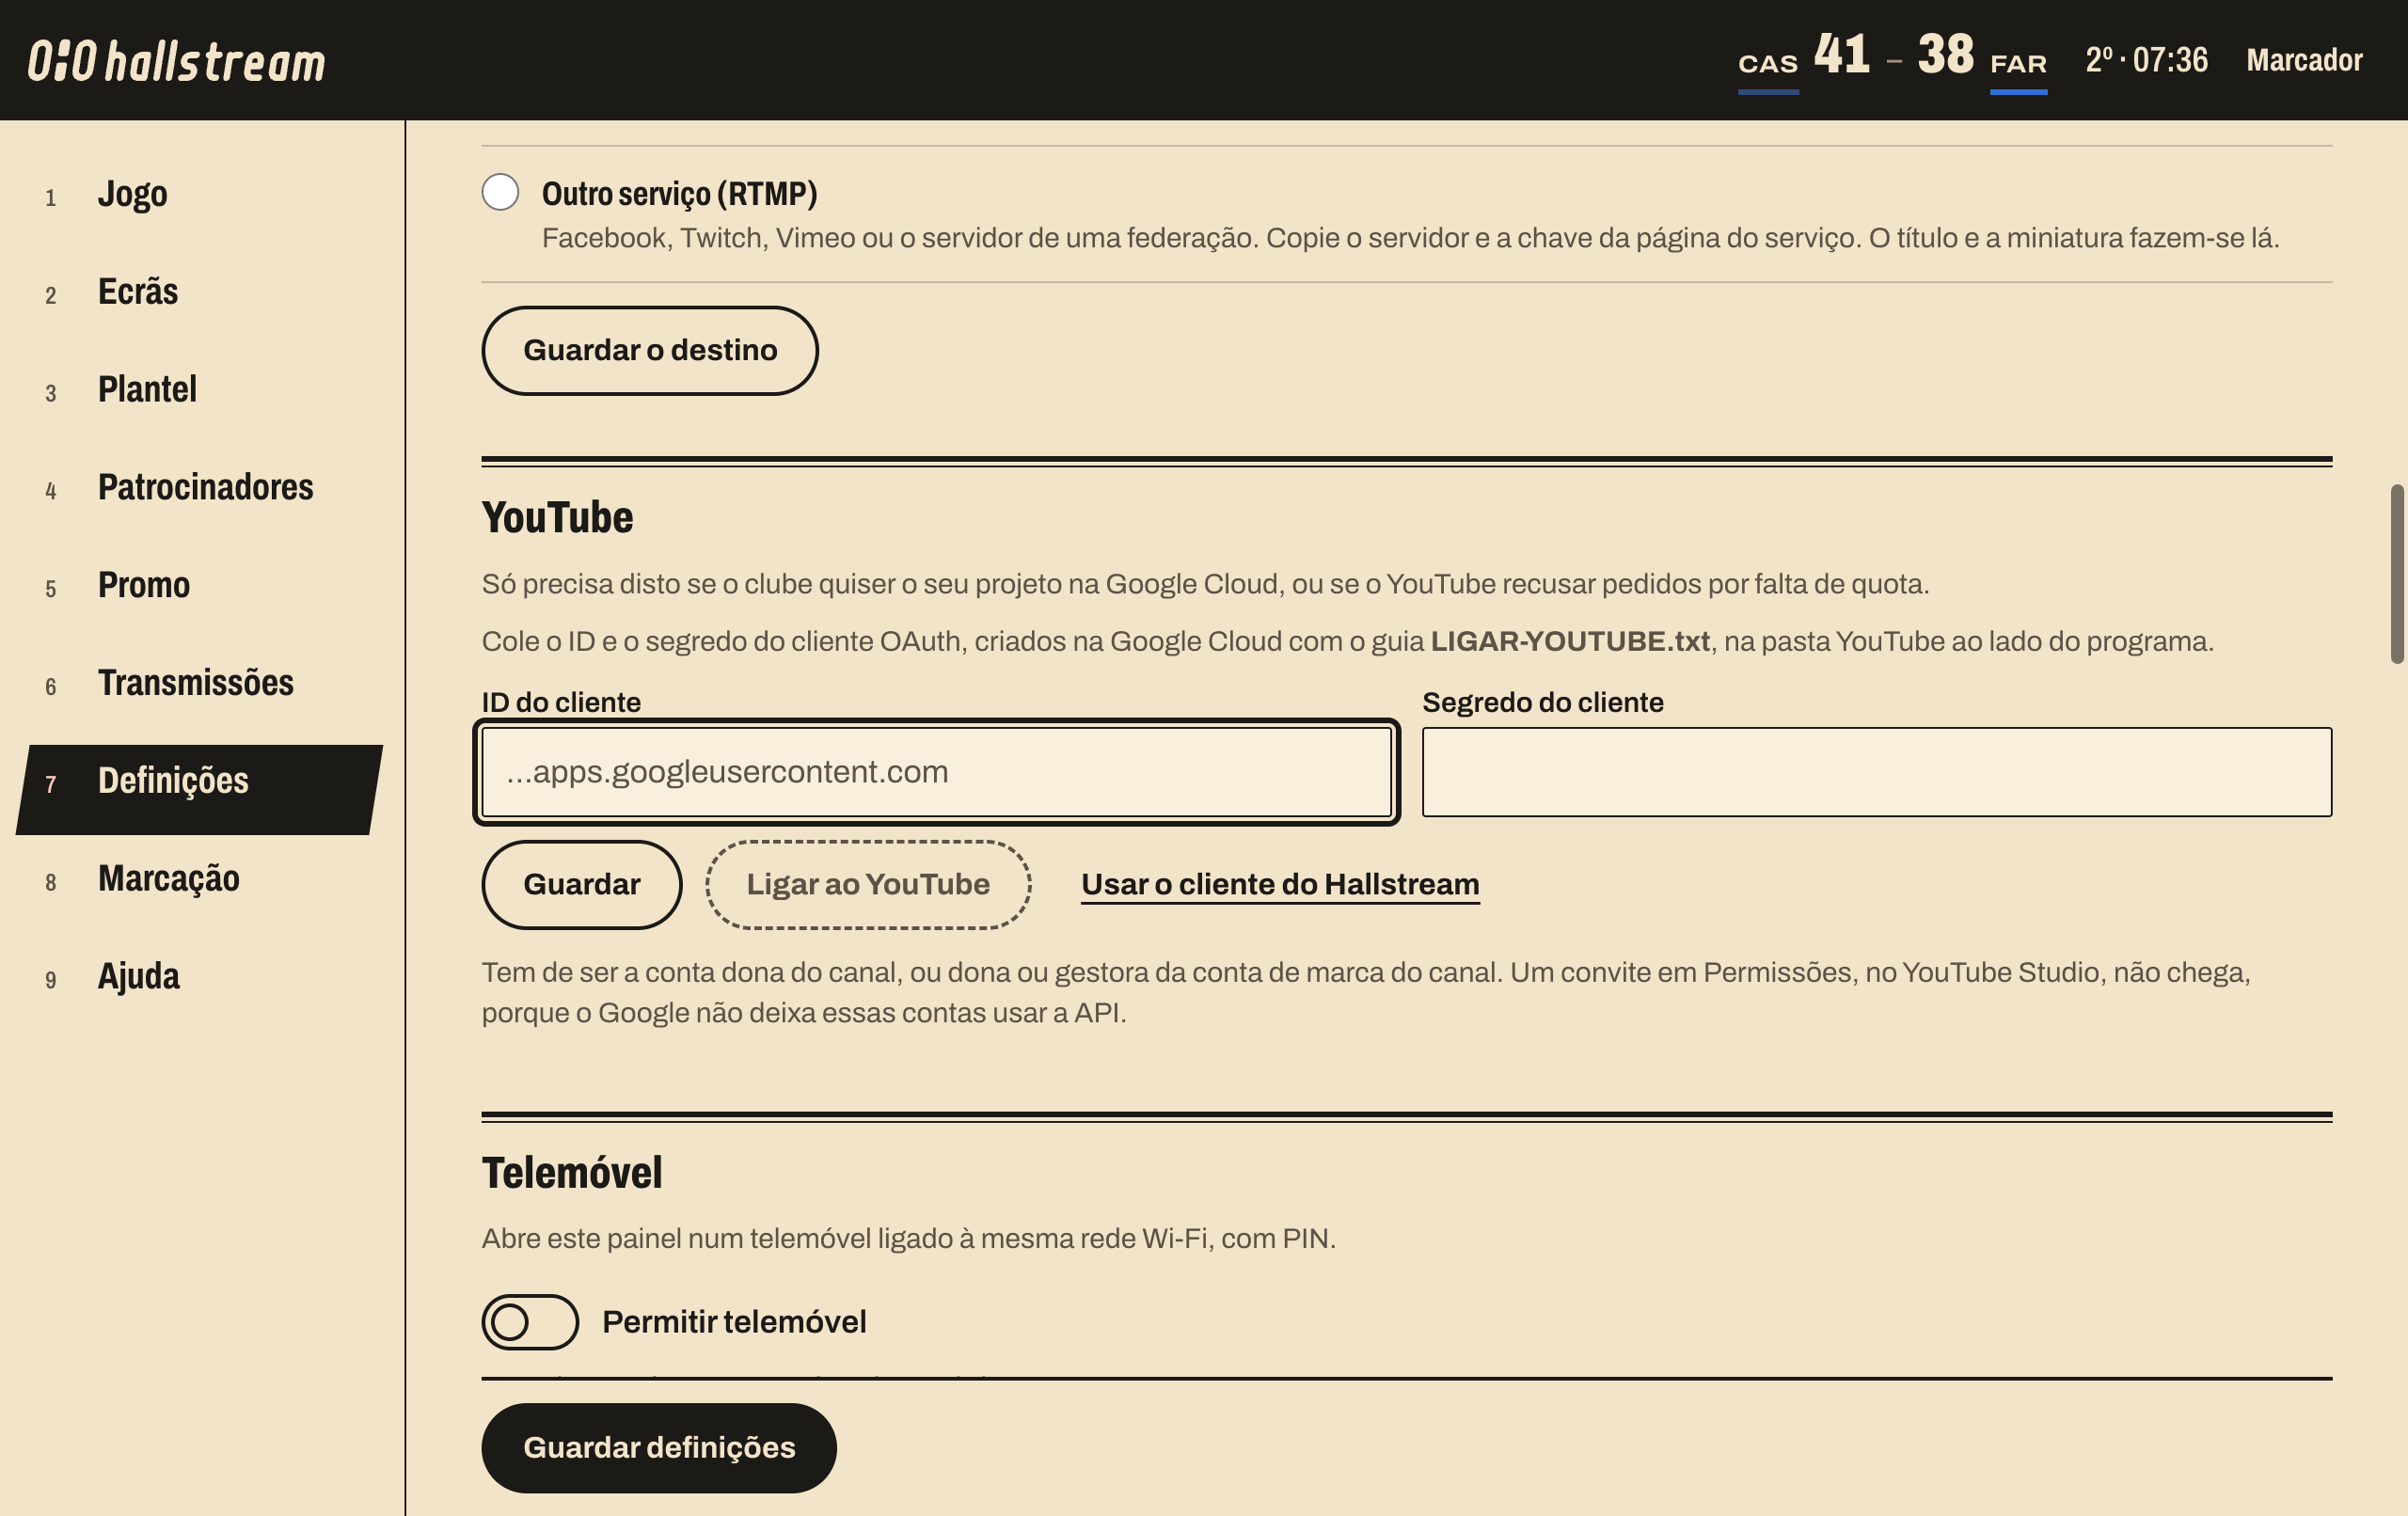 hallstream
CAS 41 – 38 FAR 2º · 07:36 Marcador
1 Jogo
2 Ecrãs
3 Plantel
4 Patrocinadores
5 Promo
6 Transmissões
7 Definições
8 Marcação
9 Ajuda
Outro serviço (RTMP)
Facebook, Twitch, Vimeo ou o servidor de uma federação. Copie o servidor e a chave da página do serviço. O título e a miniatura fazem-se lá.
Guardar o destino
YouTube
Só precisa disto se o clube quiser o seu projeto na Google Cloud, ou se o YouTube recusar pedidos por falta de quota.
Cole o ID e o segredo do cliente OAuth, criados na Google Cloud com o guia LIGAR-YOUTUBE.txt, na pasta YouTube ao lado do programa.
ID do cliente Segredo do cliente
...apps.googleusercontent.com
Guardar Ligar ao YouTube Usar o cliente do Hallstream
Tem de ser a conta dona do canal, ou dona ou gestora da conta de marca do canal. Um convite em Permissões, no YouTube Studio, não chega,
porque o Google não deixa essas contas usar a API.
Telemóvel
Abre este painel num telemóvel ligado à mesma rede Wi-Fi, com PIN.
Permitir telemóvel
Guardar definições